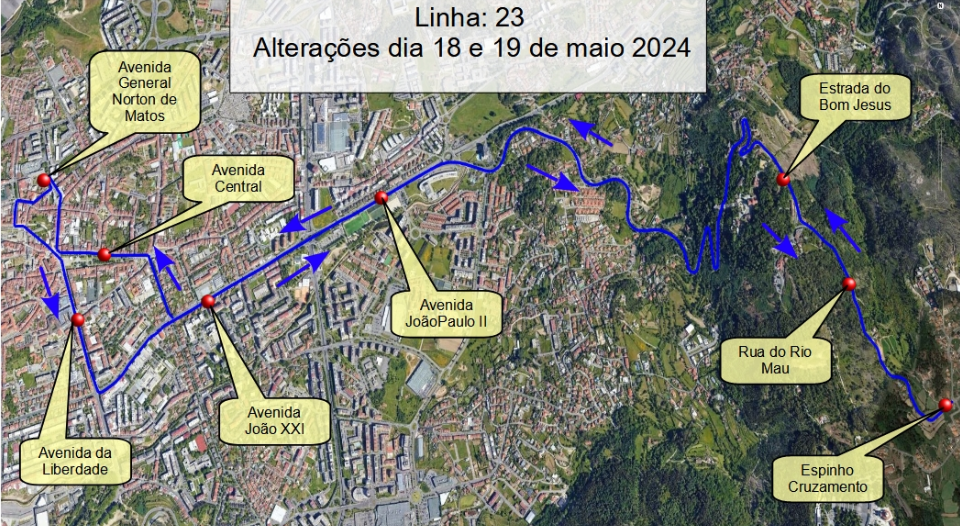 Linha: 23
Alterações dia 18 e 19 de maio 2024
Avenida
General
Norton de
Matos
Estrada do
Bom Jesus
Avenida
Central
Avenida
JoãoPaulo II
Rua do Rio
Mau
Avenida
João XXI
Avenida da
Liberdade
Espinho
Cruzamento
N